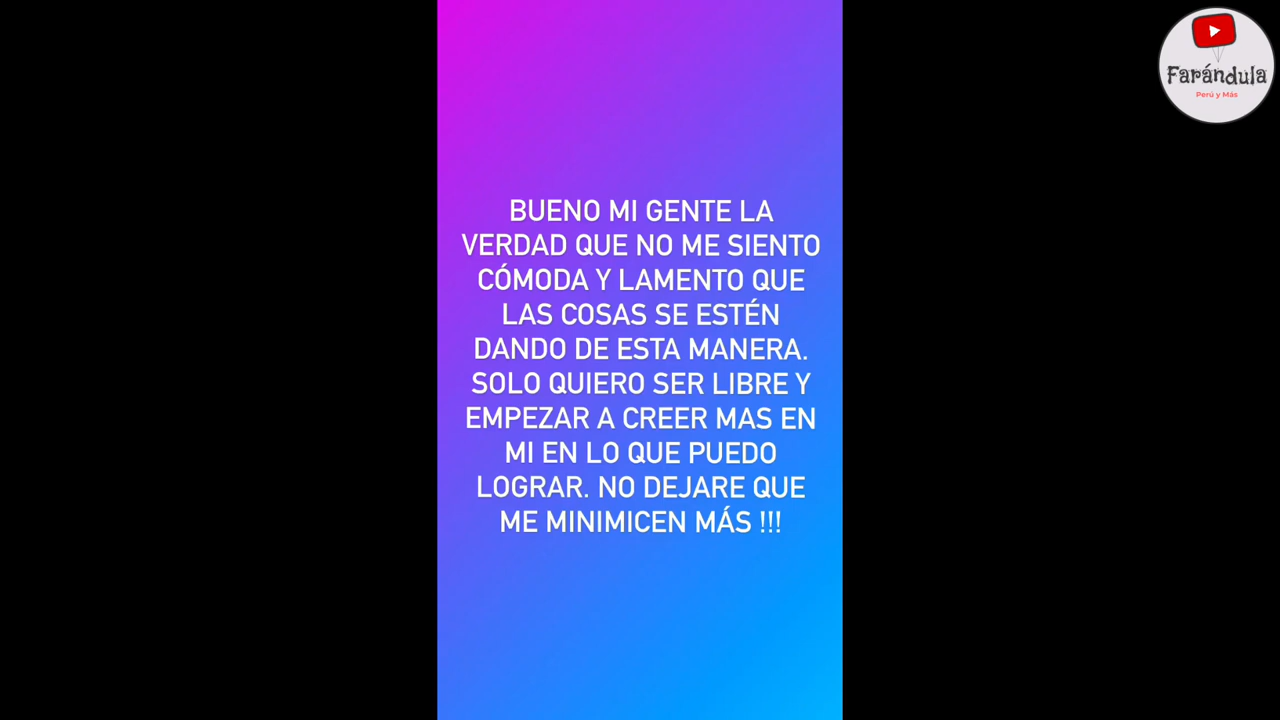 BUENO MI GENTE LA
VERDAD QUE NO ME SIENTO
CÓMODA Y LAMENTO QUE
LAS COSAS SE ESTÉN
DANDO DE ESTA MANERA.
SOLO QUIERO SER LIBRE Y
EMPEZAR A CREER MAS EN
MI EN LO QUE PUEDO
LOGRAR. NO DEJARE QUE
ME MINIMICEN MÁS !!!
Farándula
Perú y Más